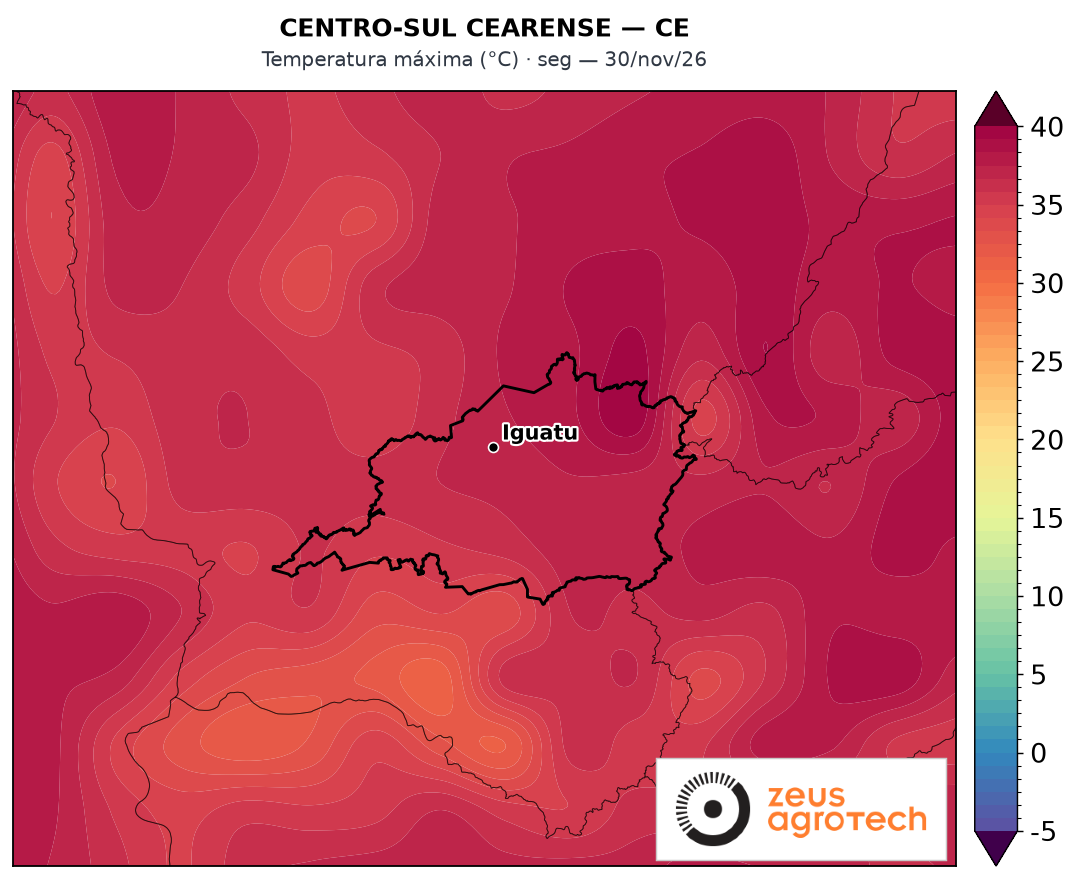 CENTRO-SUL CEARENSE — CE
Temperatura máxima (°C) · seg — 30/nov/26
Iguatu
40
35
30
25
20
15
10
5
0
-5
zeus
agrotech